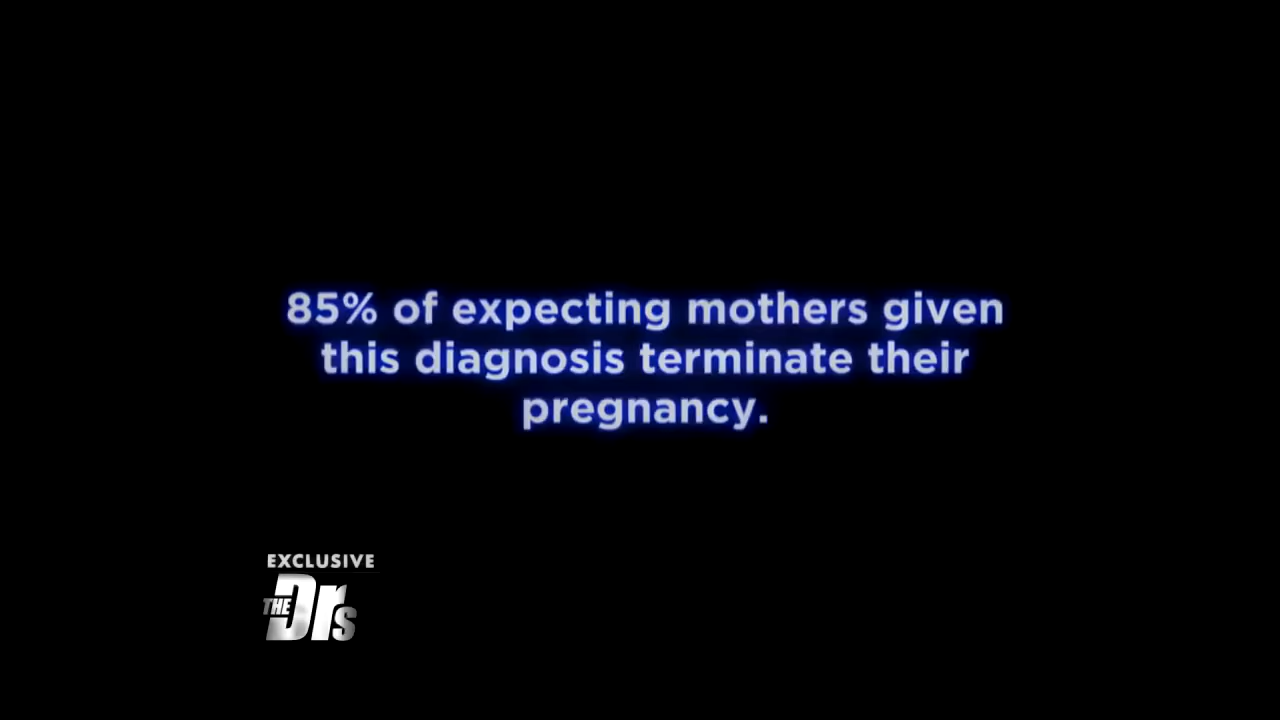 85% of expecting mothers given
this diagnosis terminate their
pregnancy.
EXCLUSIVE
THE Drs